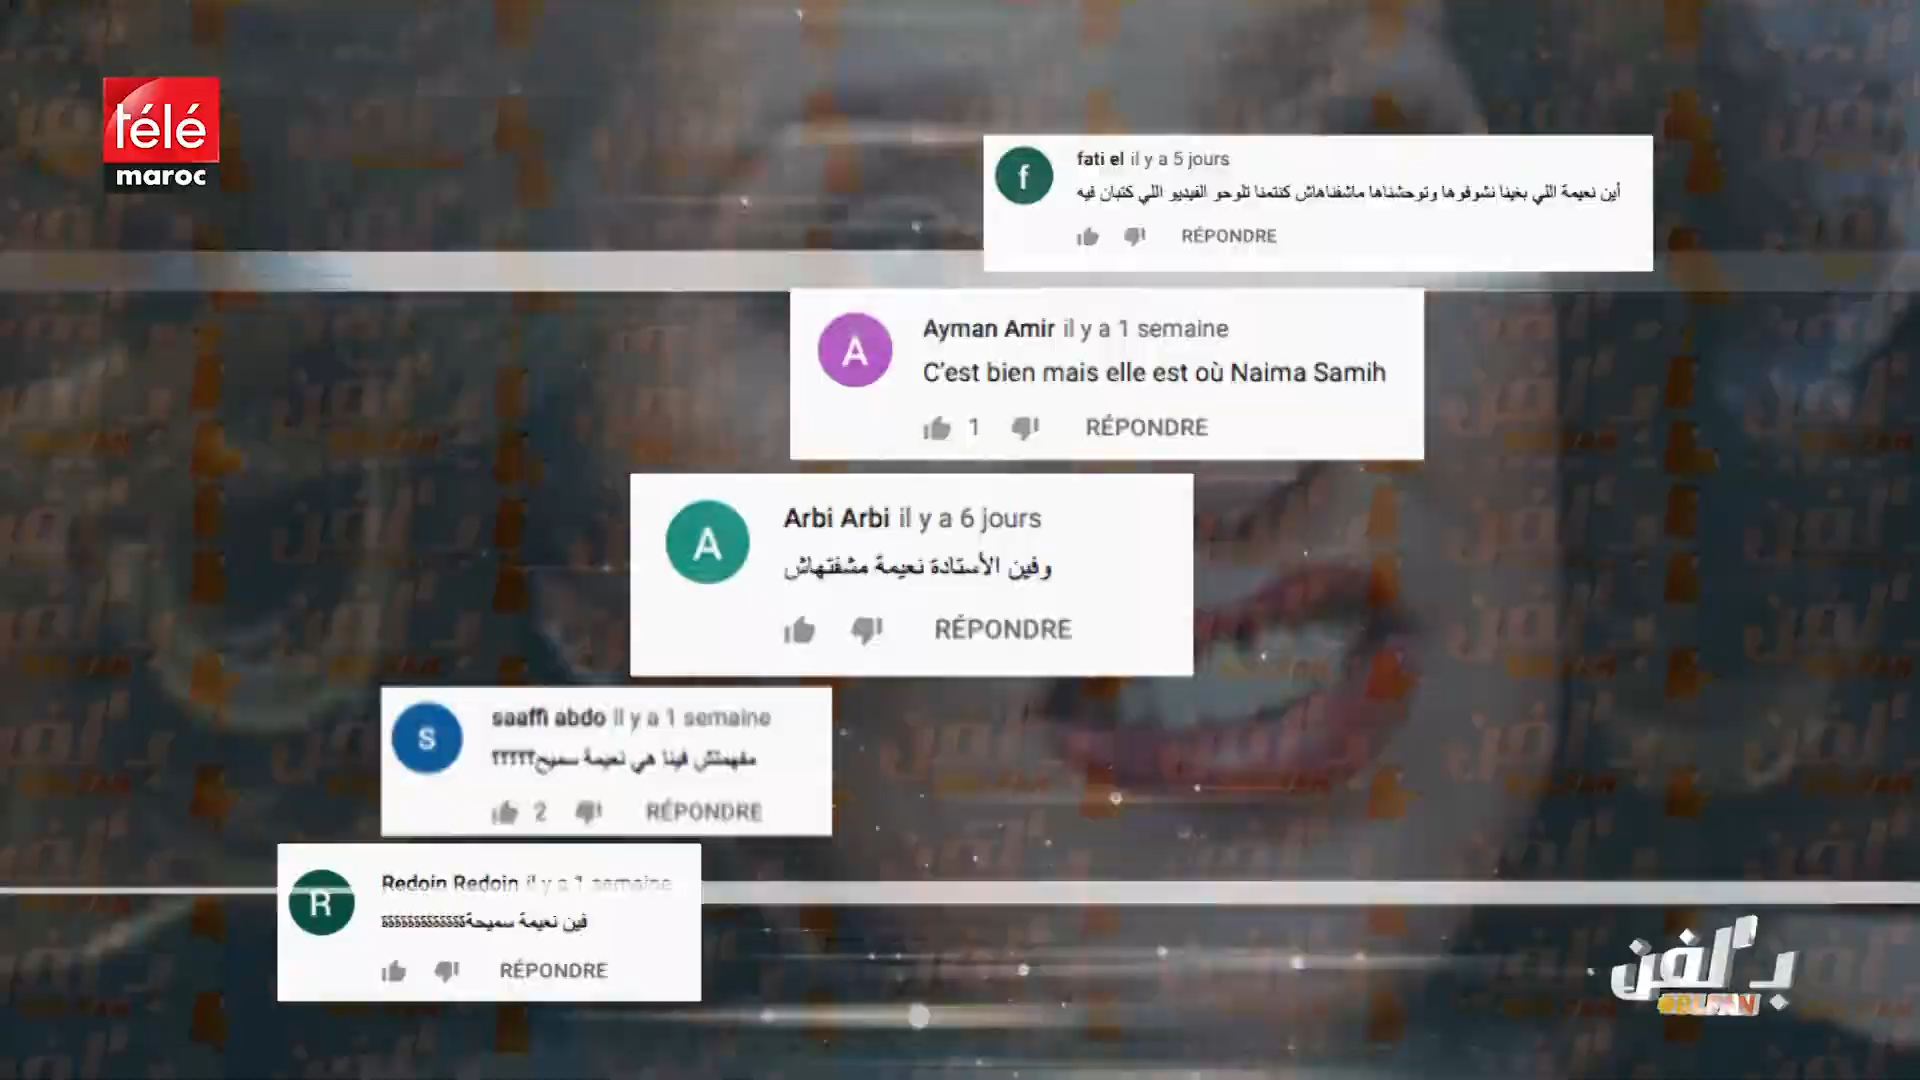 télé
maroc
fati el il y a 5 jours
أين نعيمة اللي بغينا نشوفوها وتوحشناها ماشفناهاش كنتمنا تلوحو الفيديو اللي كتبان فيه
RÉPONDRE
Ayman Amir il y a 1 semaine
C'est bien mais elle est où Naima Samih
1 RÉPONDRE
Arbi Arbi il y a 6 jours
وفين الأستادة نعيمة مشفتهاش
RÉPONDRE
saaffi abdo il y a 1 semaine
مفهمتش فينا هي نعيمة سميح؟؟؟؟؟
2 RÉPONDRE
Redoin Redoin il y a 1 semaine
فين نعيمة سميحة
RÉPONDRE
بـلفن